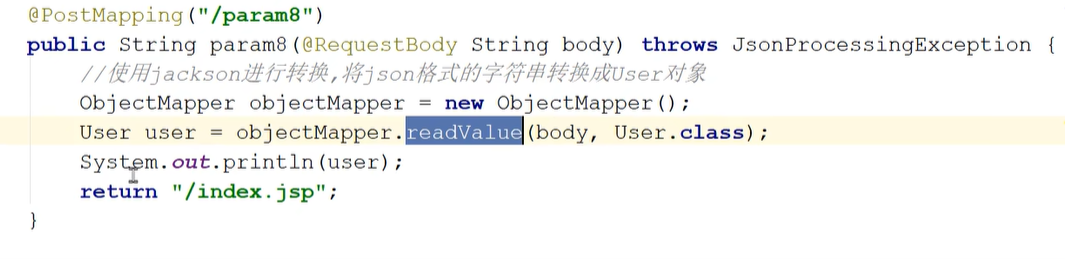 @PostMapping("/param8")
public String param8(@RequestBody String body) throws JsonProcessingException {
//使用jackson进行转换,将json格式的字符串转换成User对象
ObjectMapper objectMapper = new ObjectMapper();
User user = objectMapper.readValue(body, User.class);
System.out.println(user);
return "/index.jsp";
}